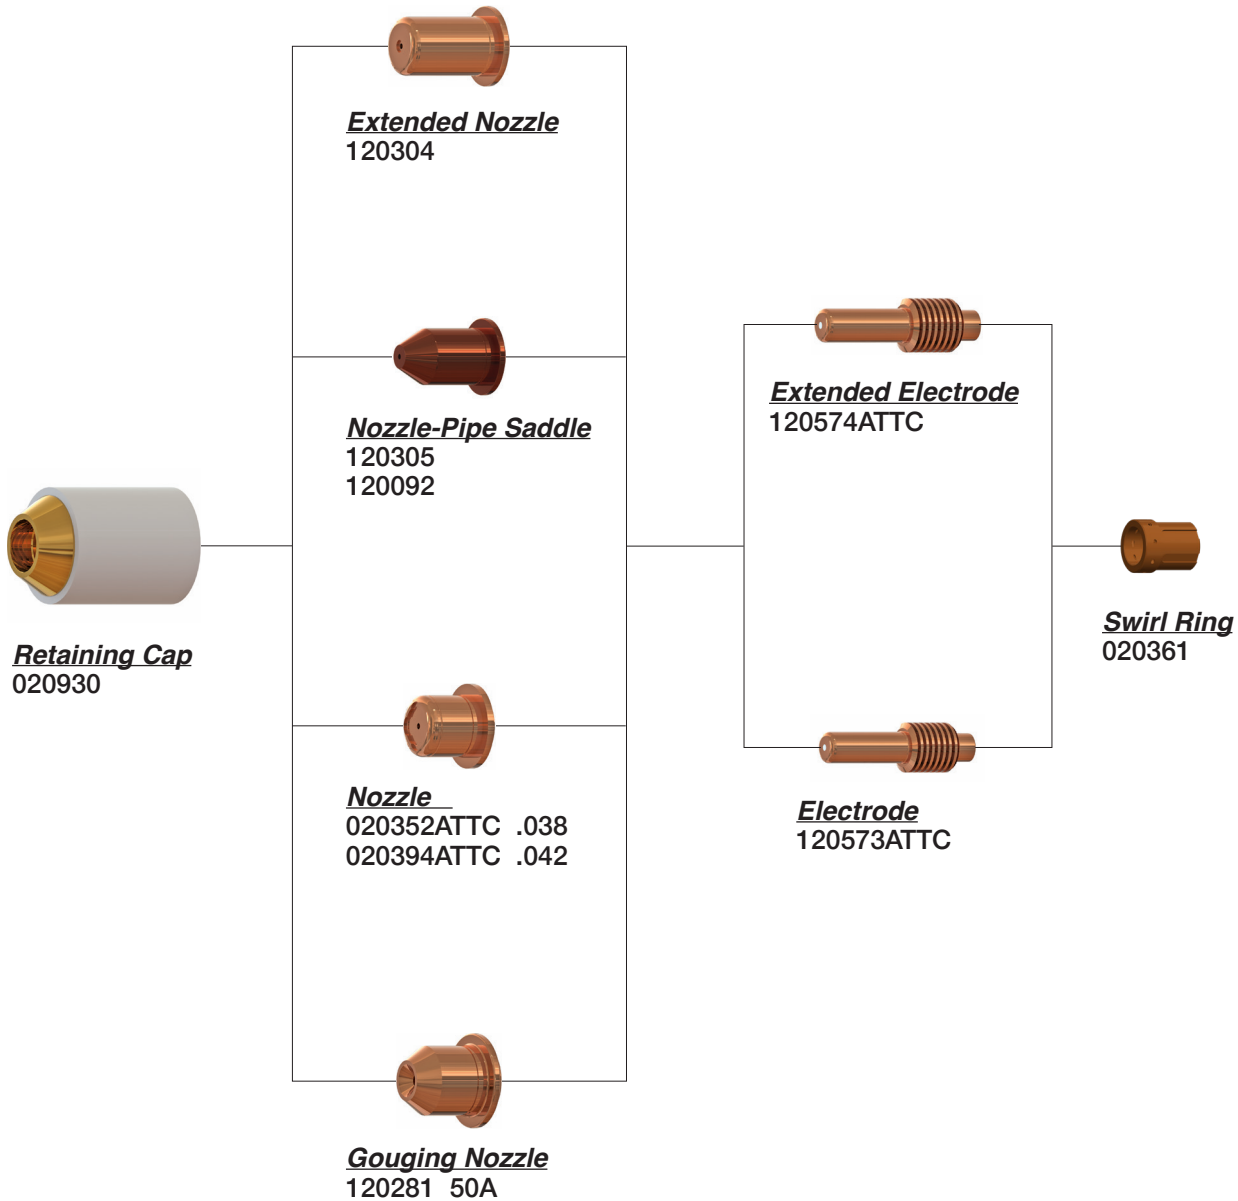 Extended Nozzle
120304
Nozzle-Pipe Saddle
120305
120092
Retaining Cap
020930
Nozzle
020352ATTC .038
020394ATTC .042
Gouging Nozzle
120281 50A
Extended Electrode
120574ATTC
Electrode
120573ATTC
Swirl Ring
020361